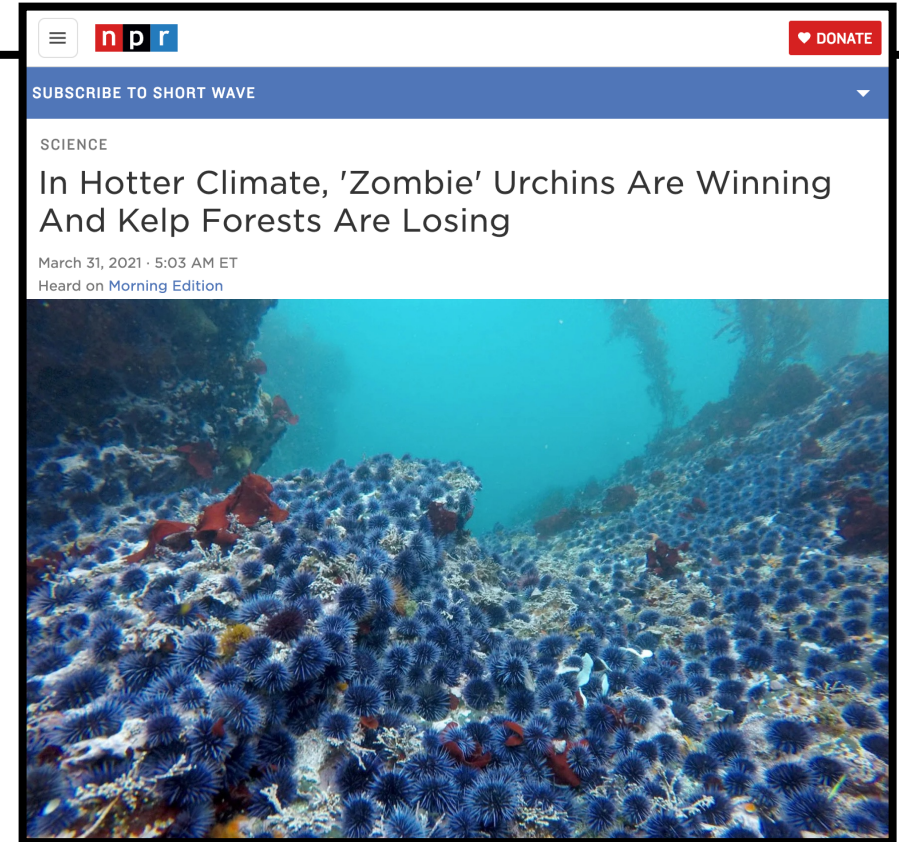 npr
DONATE
SUBSCRIBE TO SHORT WAVE
SCIENCE
In Hotter Climate, 'Zombie' Urchins Are Winning
And Kelp Forests Are Losing
March 31, 2021 · 5:03 AM ET
Heard on Morning Edition